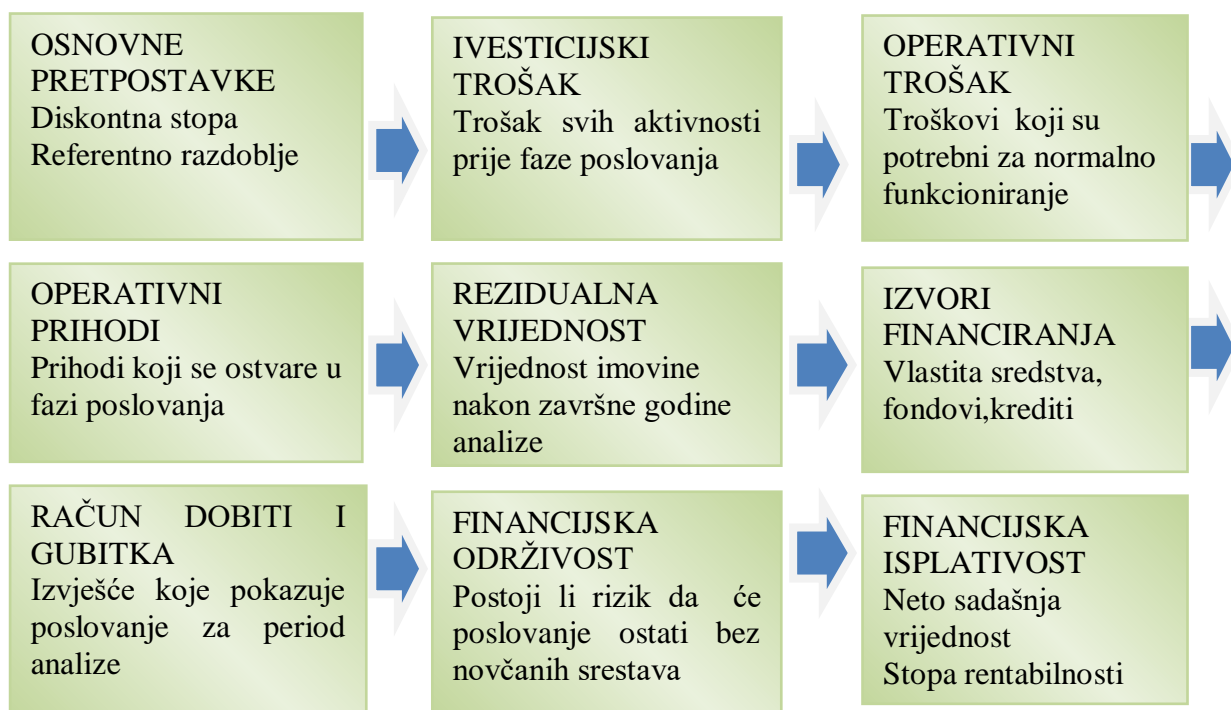 OSNOVNE
PRETPOSTAVKE
Diskontna stopa
Referentno razdoblje
IVESTICIJSKI
TROŠAK
Trošak svih aktivnosti
prije faze poslovanja
OPERATIVNI
TROŠAK
Troškovi koji su
potrebni za normalno
funkcioniranje
OPERATIVNI
PRIHODI
Prihodi koji se ostvare u
fazi poslovanja
REZIDUALNA
VRIJEDNOST
Vrijednost imovine
nakon završne godine
analize
IZVORI
FINANCIRANJA
Vlastita sredstva,
fondovi,krediti
RAČUN DOBITI I
GUBITKA
Izvješće koje pokazuje
poslovanje za period
analize
FINANCIJSKA
ODRŽIVOST
Postoji li rizik da će
poslovanje ostati bez
novčanih srestava
FINANCIJSKA
ISPLATIVOST
Neto sadašnja
vrijednost
Stopa rentabilnosti